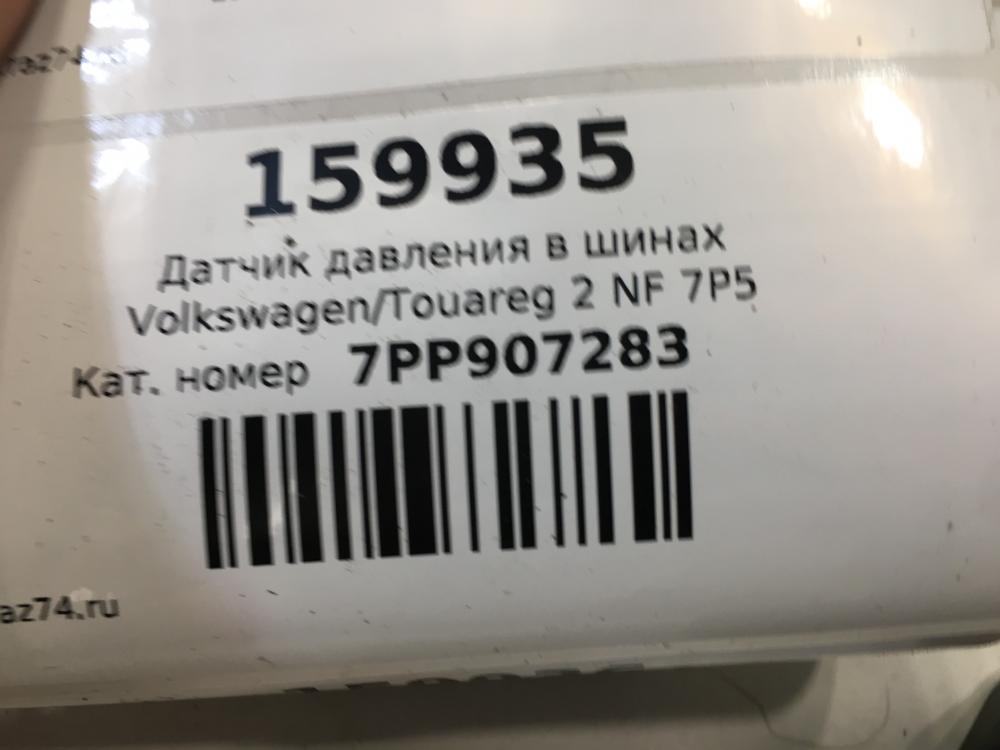 159935
Датчик давления в шинах
Volkswagen/Touareg 2 NF 7P5
Кат. номер 7PP907283
az74.ru